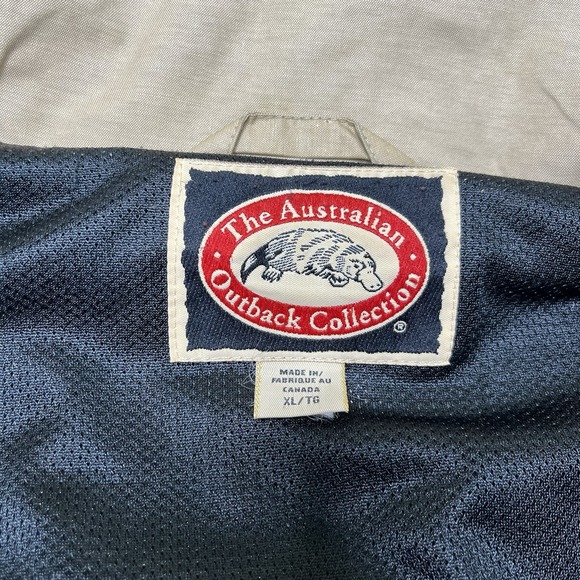 The Australian
Outback Collection
®
MADE IN/
FABRIQUE AU
CANADA
XL/TG